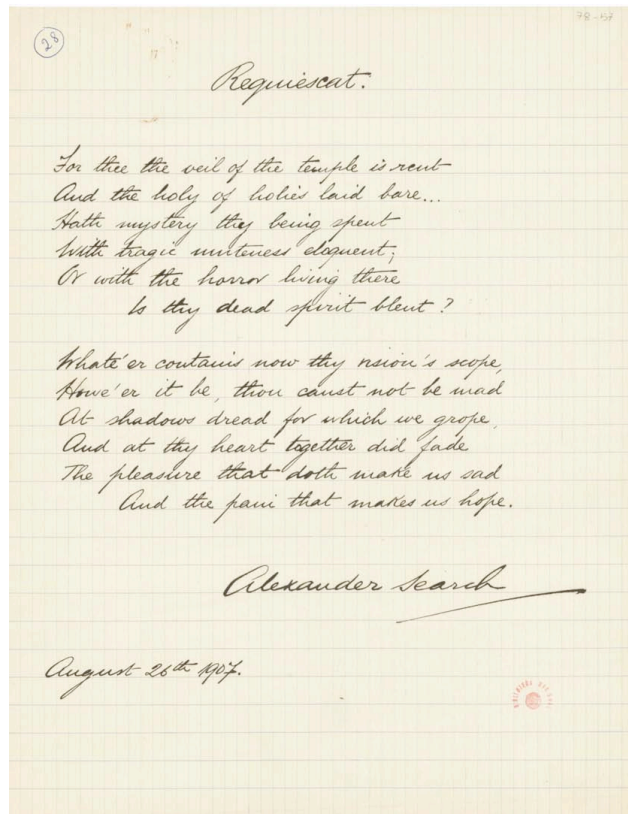 28
78-57
Requiescat.
For thee the veil of the temple is rent
And the holy of holies laid bare...
Hath mystery thy being spent
With tragic muteness eloquent;
Or with the horror living there
Is thy dead spirit blent?
Whate'er contains now thy vision's scope,
Howe'er it be, thou canst not be mad
At shadows dread for which we grope,
And at thy heart together did fade
The pleasure that doth make us sad
And the pain that makes us hope.
Alexander Search
August 26th 1907.